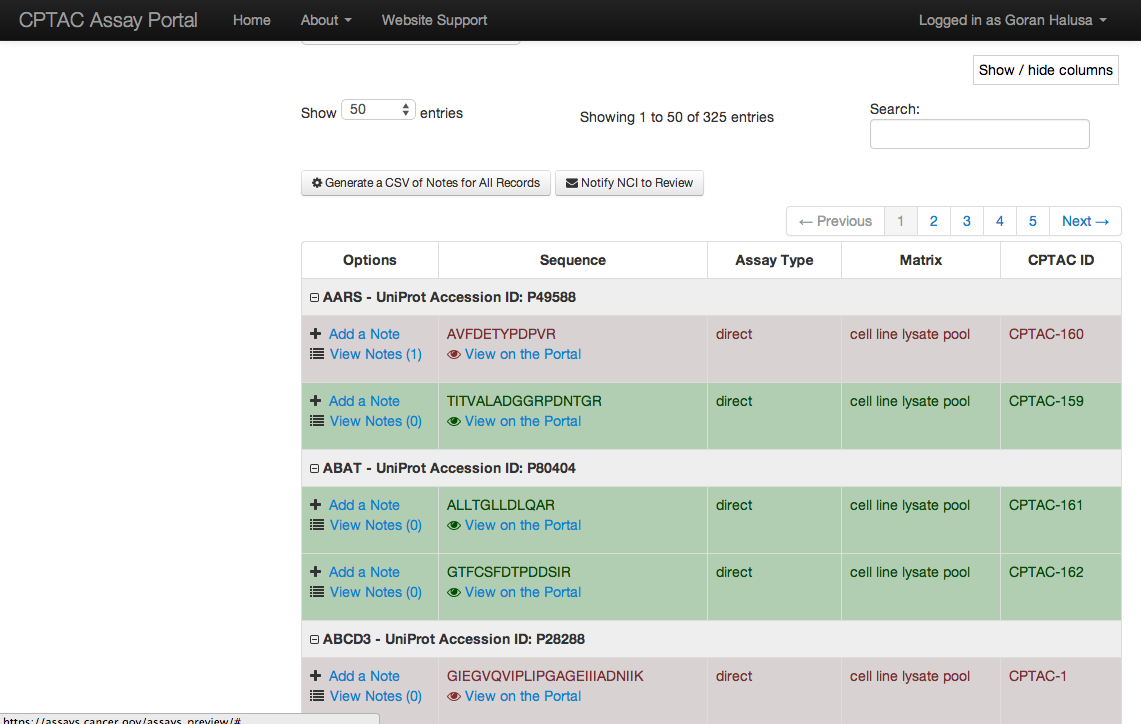 CPTAC Assay Portal Home About Website Support Logged in as Goran Halusa
Show / hide columns
Show 50 entries Showing 1 to 50 of 325 entries Search:
Generate a CSV of Notes for All Records Notify NCI to Review
← Previous 1 2 3 4 5 Next →
Options Sequence Assay Type Matrix CPTAC ID
AARS - UniProt Accession ID: P49588
Add a Note AVFDETYPDPVR direct cell line lysate pool CPTAC-160
View Notes (1) View on the Portal
Add a Note TITVALADGGRPDNTGR direct cell line lysate pool CPTAC-159
View Notes (0) View on the Portal
ABAT - UniProt Accession ID: P80404
Add a Note ALLTGLLDLQAR direct cell line lysate pool CPTAC-161
View Notes (0) View on the Portal
Add a Note GTFCSFDTPDDSIR direct cell line lysate pool CPTAC-162
View Notes (0) View on the Portal
ABCD3 - UniProt Accession ID: P28288
Add a Note GIEGVQVIPLIPGAGEIIIADNIIK direct cell line lysate pool CPTAC-1
View Notes (0) View on the Portal
https://assays.cancer.gov/assays_preview/#